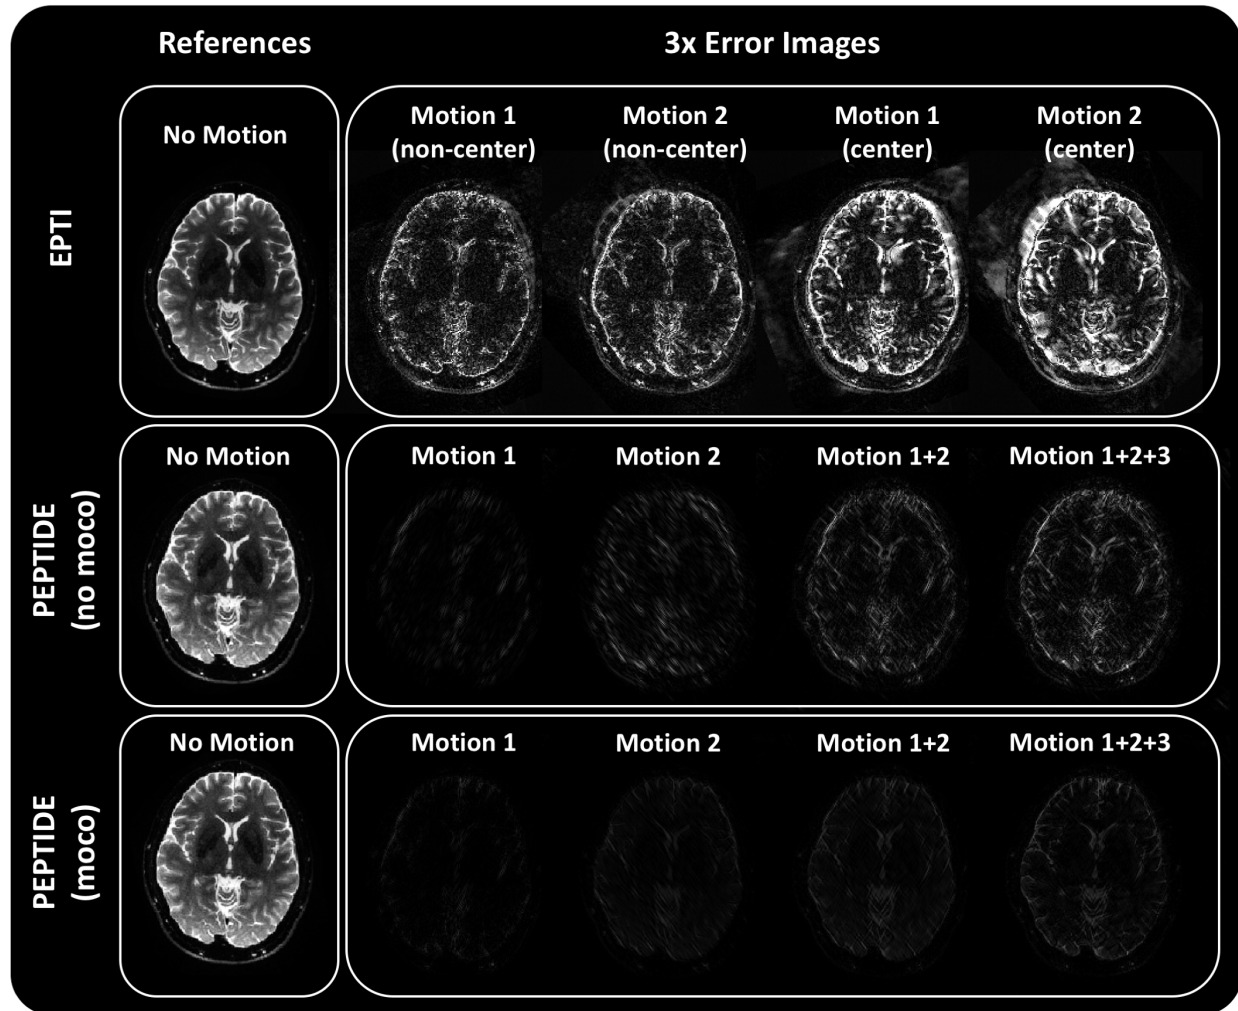 References
3x Error Images
EPTI
No Motion
Motion 1
(non-center)
Motion 2
(non-center)
Motion 1
(center)
Motion 2
(center)
PEPTIDE
(no moco)
No Motion
Motion 1
Motion 2
Motion 1+2
Motion 1+2+3
PEPTIDE
(moco)
No Motion
Motion 1
Motion 2
Motion 1+2
Motion 1+2+3